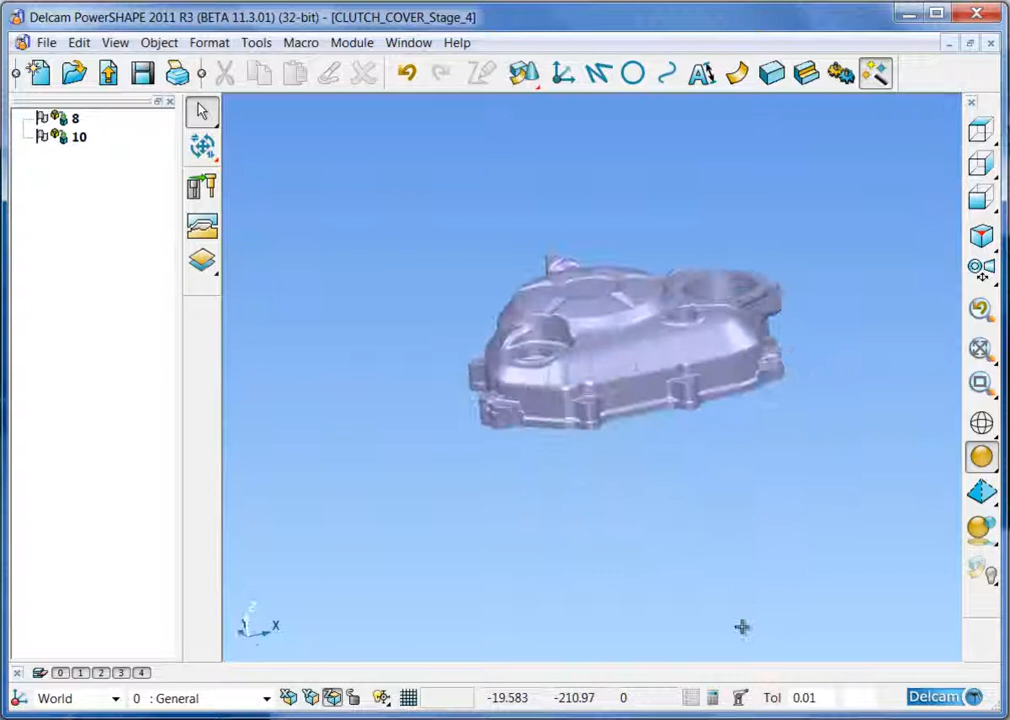 Delcam PowerSHAPE 2011 R3 (BETA 11.3.01) (32-bit) - [CLUTCH_COVER_Stage_4]
File Edit View Object Format Tools Macro Module Window Help
8
10
Z
Y X
0 1 2 3 4
World 0 : General -19.583 -210.97 0 Tol 0.01 Delcam